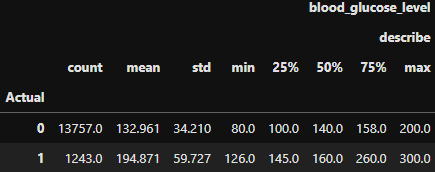 blood_glucose_level
describe
count mean std min 25% 50% 75% max
Actual
0 13757.0 132.961 34.210 80.0 100.0 140.0 158.0 200.0
1 1243.0 194.871 59.727 126.0 145.0 160.0 260.0 300.0